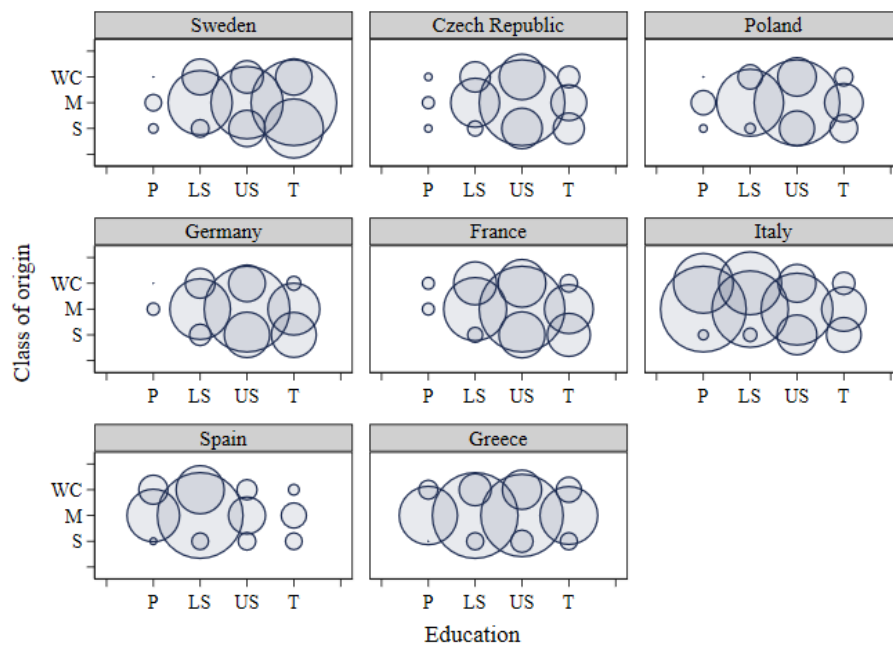 Sweden Czech Republic Poland
WC
M
S
P LS US T P LS US T P LS US T
Germany France Italy
WC
M
S
P LS US T P LS US T P LS US T
Spain Greece
WC
M
S
P LS US T P LS US T
Class of origin
Education